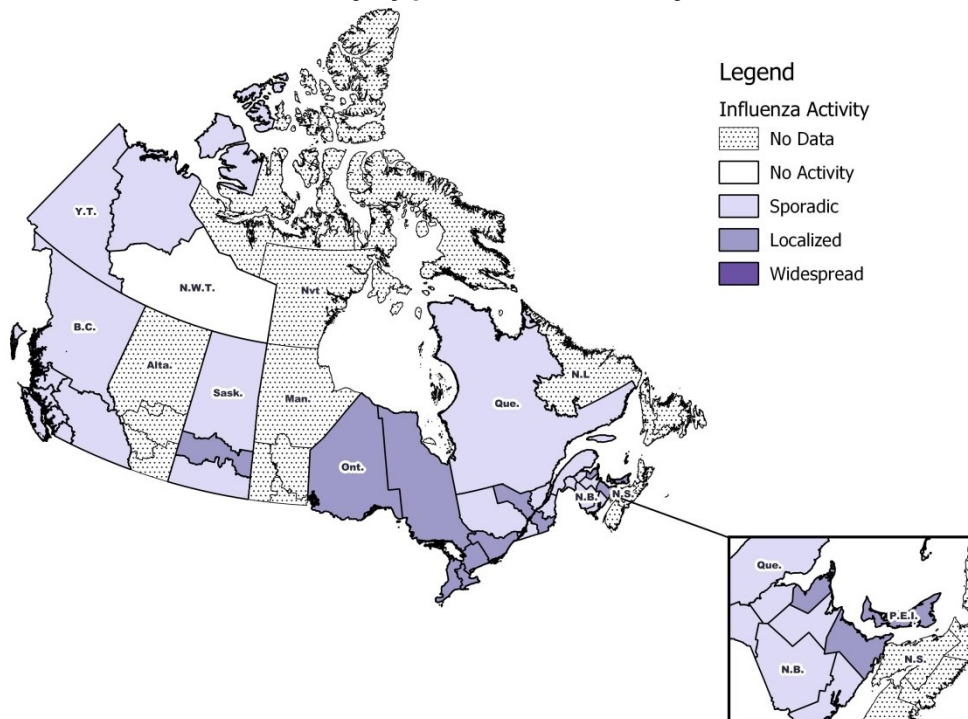 Legend
Influenza Activity
No Data
No Activity
Sporadic
Localized
Widespread
Y.T.
N.W.T.
Nvt
B.C.
Alta.
Sask.
Man.
Ont.
Que.
N.L
N.B.
N.S.
Que.
P.E.I.
N.S.
N.B.